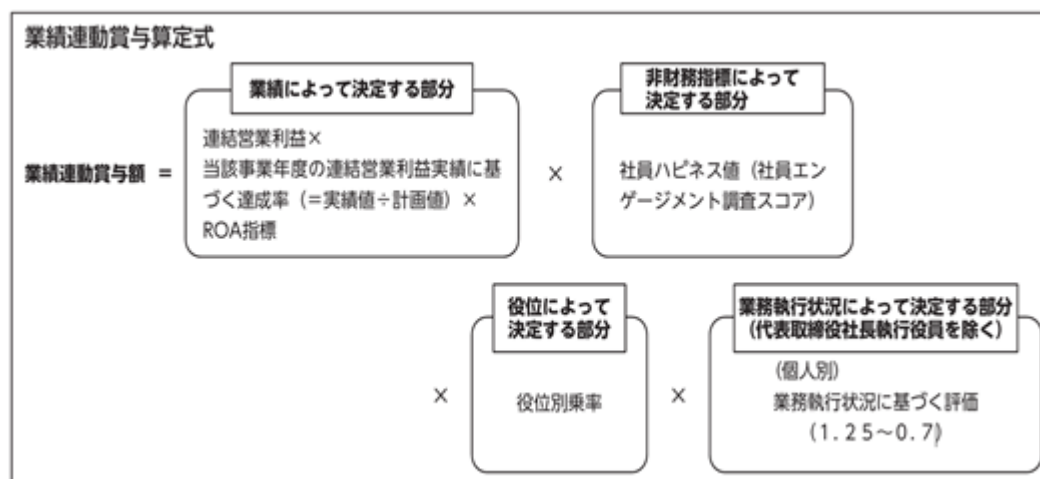 業績連動賞与算定式
業績によって決定する部分
非財務指標によって
決定する部分
業績連動賞与額 =
連結営業利益×
当該事業年度の連結営業利益実績に基
づく達成率(=実績値÷計画値)×
ROA指標
×
社員ハピネス値(社員エン
ゲージメント調査スコア)
役位によって
決定する部分
業務執行状況によって決定する部分
(代表取締役社長執行役員を除く)
×
役位別乗率
×
(個人別)
業務執行状況に基づく評価
(1.25~0.7)